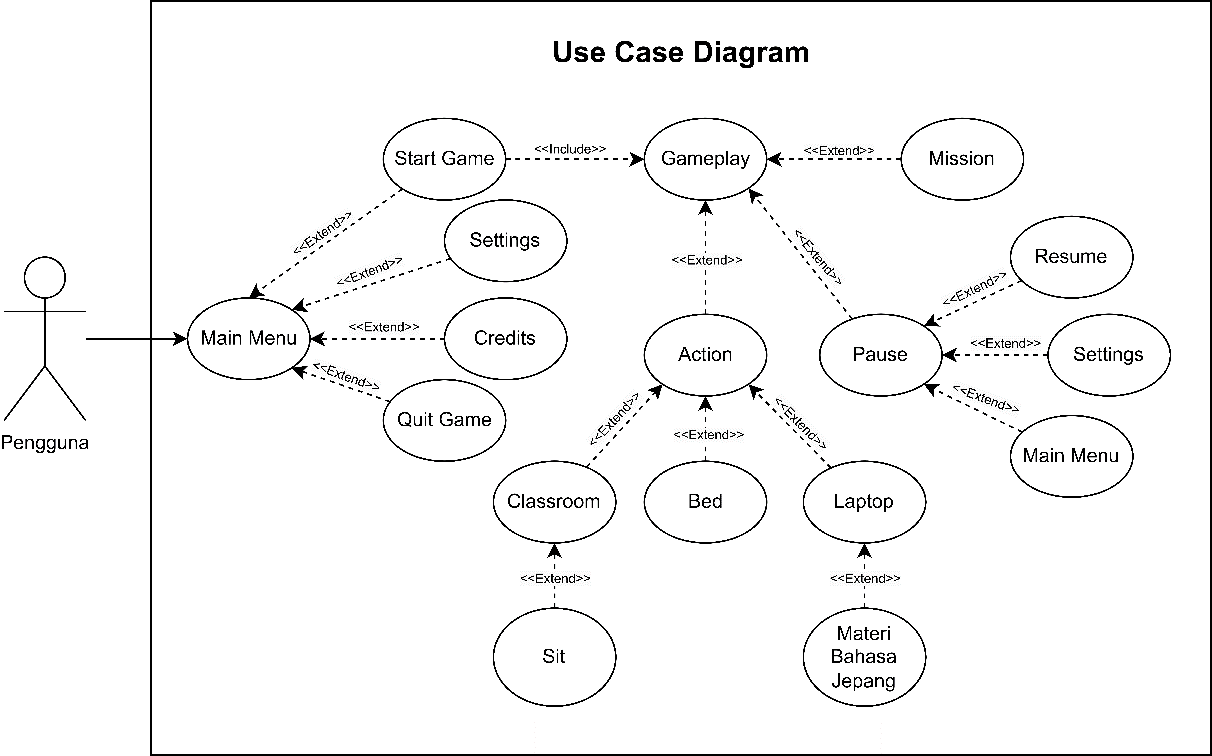 Use Case Diagram
Start Game
<<Include>>
Gameplay
<<Extend>>
Mission
<<Extend>>
Settings
<<Extend>>
<<Extend>>
<<Extend>>
Resume
<<Extend>>
Main Menu
<<Extend>>
Credits
Action
Pause
<<Extend>>
Settings
<<Extend>>
Quit Game
<<Extend>>
Main Menu
Pengguna
<<Extend>>
<<Extend>>
<<Extend>>
Classroom
Bed
Laptop
<<Extend>>
<<Extend>>
Sit
Materi
Bahasa
Jepang